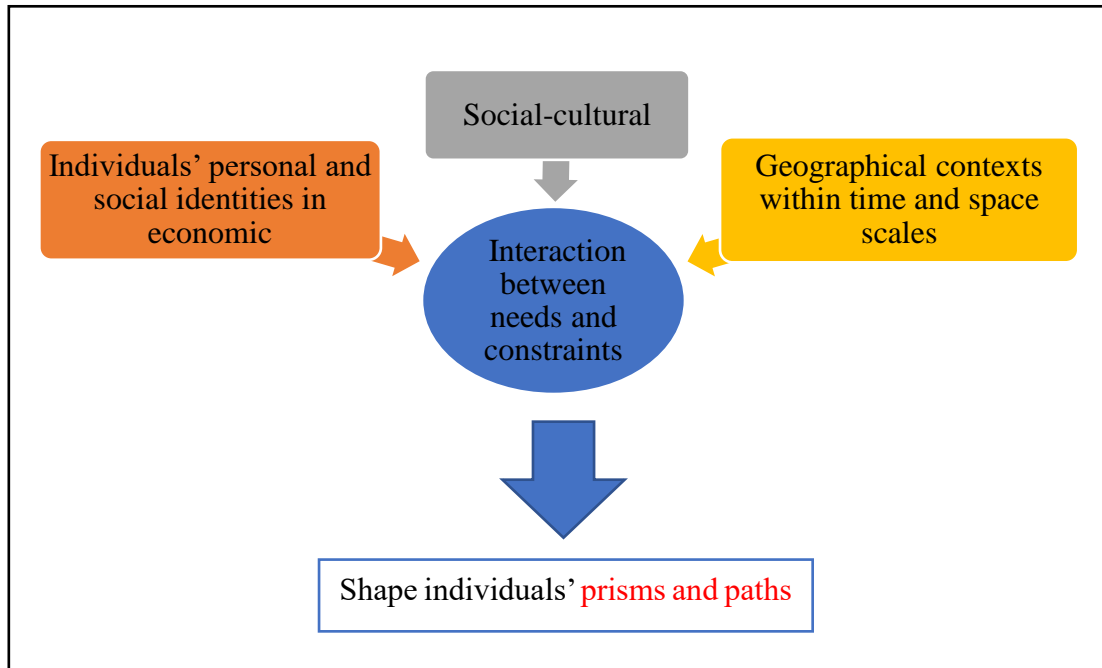 Social-cultural
Individuals’ personal and
social identities in
economic
Geographical contexts
within time and space
scales
Interaction
between
needs and
constraints
Shape individuals’ prisms and paths